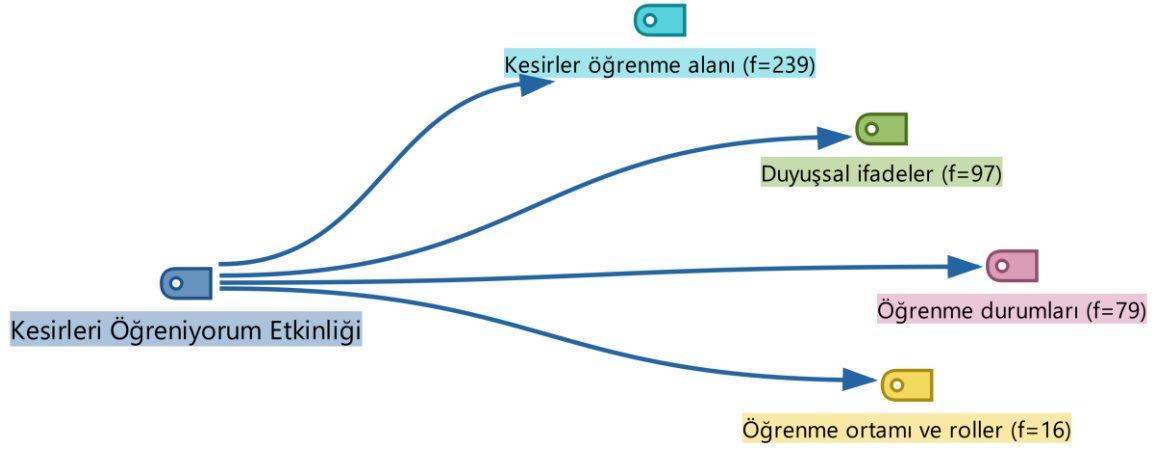 Kesirler öğrenme alanı (f=239)
Duyuşsal ifadeler (f=97)
Öğrenme durumları (f=79)
Kesirleri Öğreniyorum Etkinliği
Öğrenme ortamı ve roller (f=16)